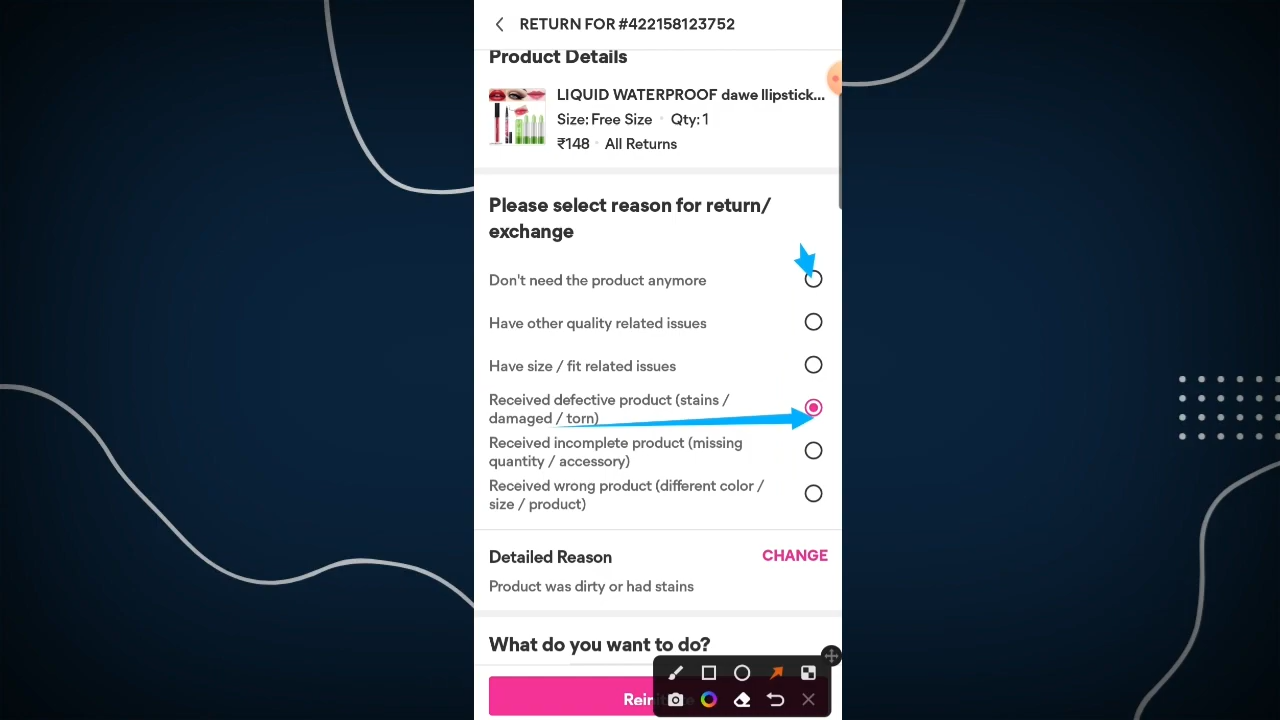 RETURN FOR #422158123752
Product Details
LIQUID WATERPROOF dawe llipstick...
Size: Free Size • Qty: 1
₹148 • All Returns
Please select reason for return/
exchange
Don't need the product anymore
Have other quality related issues
Have size / fit related issues
Received defective product (stains /
damaged / torn)
Received incomplete product (missing
quantity / accessory)
Received wrong product (different color /
size / product)
Detailed Reason
CHANGE
Product was dirty or had stains
What do you want to do?